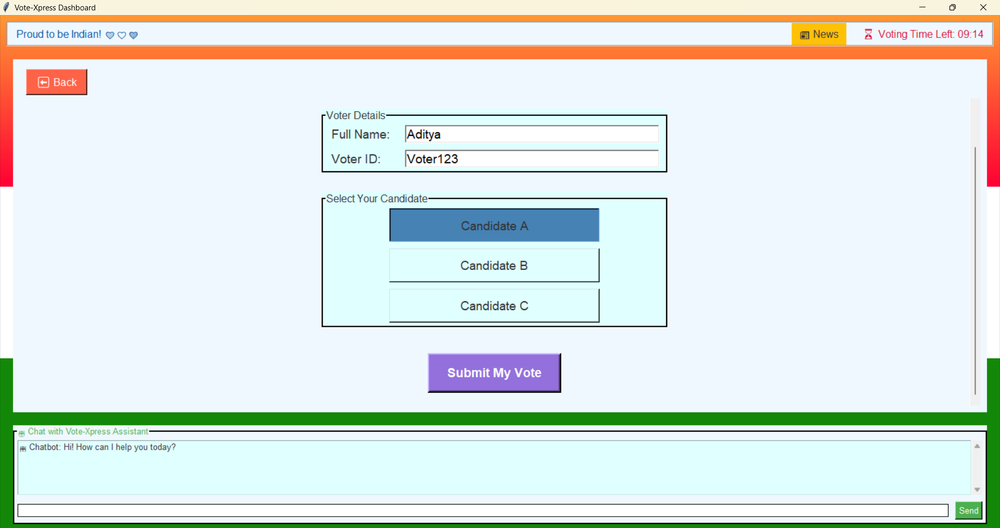 Vote-Xpress Dashboard
Proud to be Indian!
News
Voting Time Left: 09:14
Back
Voter Details
Full Name: Aditya
Voter ID: Voter123
Select Your Candidate
Candidate A
Candidate B
Candidate C
Submit My Vote
Chat with Vote-Xpress Assistant
Chatbot: Hi! How can I help you today?
Send